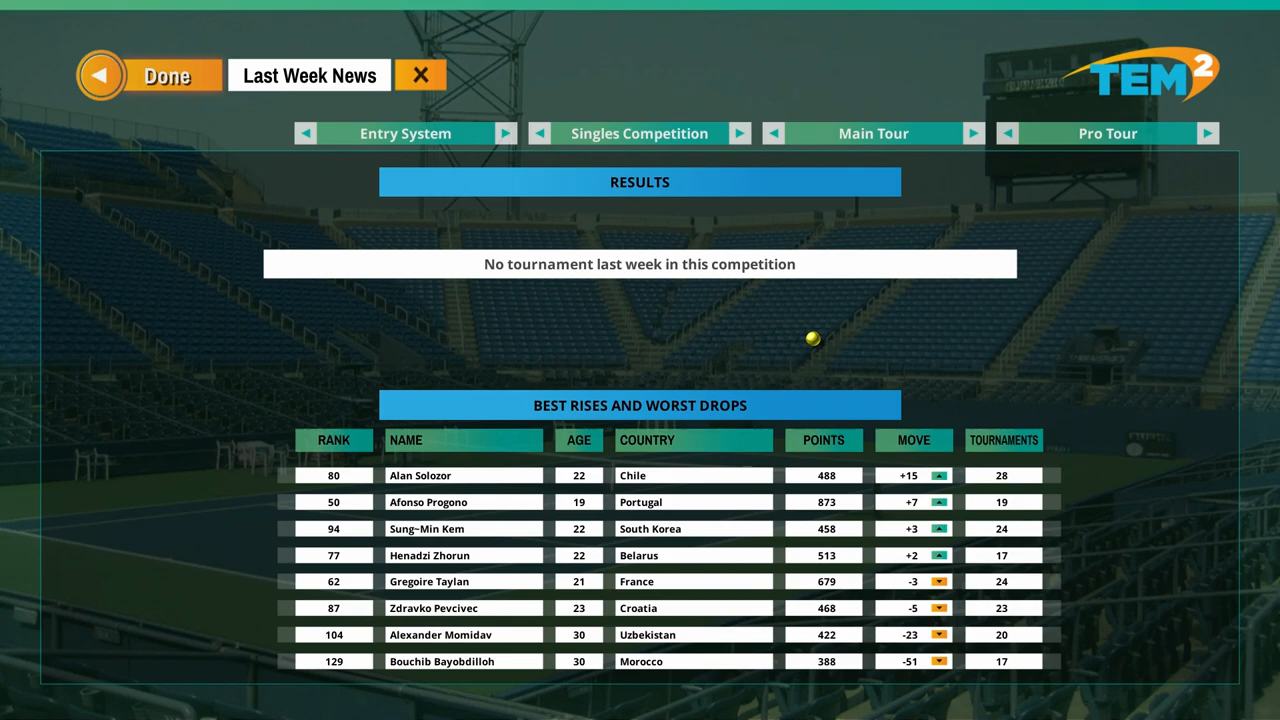 Done
Last Week News
TEM2
Entry System
Singles Competition
Main Tour
Pro Tour
RESULTS
No tournament last week in this competition
BEST RISES AND WORST DROPS
RANK NAME AGE COUNTRY POINTS MOVE TOURNAMENTS
80 Alan Solozor 22 Chile 488 +15 28
50 Afonso Progono 19 Portugal 873 +7 19
94 Sung~Min Kem 22 South Korea 458 +3 24
77 Henadzi Zhorun 22 Belarus 513 +2 17
62 Gregoire Taylan 21 France 679 -3 24
87 Zdravko Pevcivec 23 Croatia 468 -5 23
104 Alexander Momidav 30 Uzbekistan 422 -23 20
129 Bouchib Bayobdilloh 30 Morocco 388 -51 17